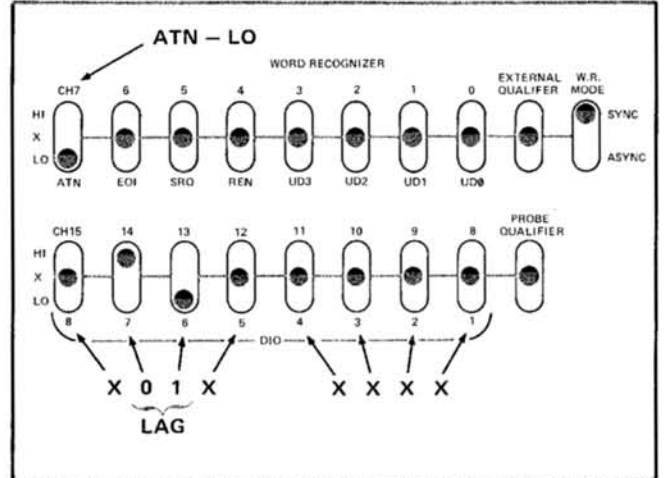 ATN – LO
WORD RECOGNIZER
EXTERNAL QUALIFER W.R. MODE
CH7 6 5 4 3 2 1 0
HI
X
LO
SYNC
ASYNC
ATN EOI SRQ REN UD3 UD2 UD1 UD0
PROBE QUALIFIER
CH15 14 13 12 11 10 9 8
HI
X
LO
8 7 6 5 4 3 2 1
DIO
X 0 1 X X X X X
LAG